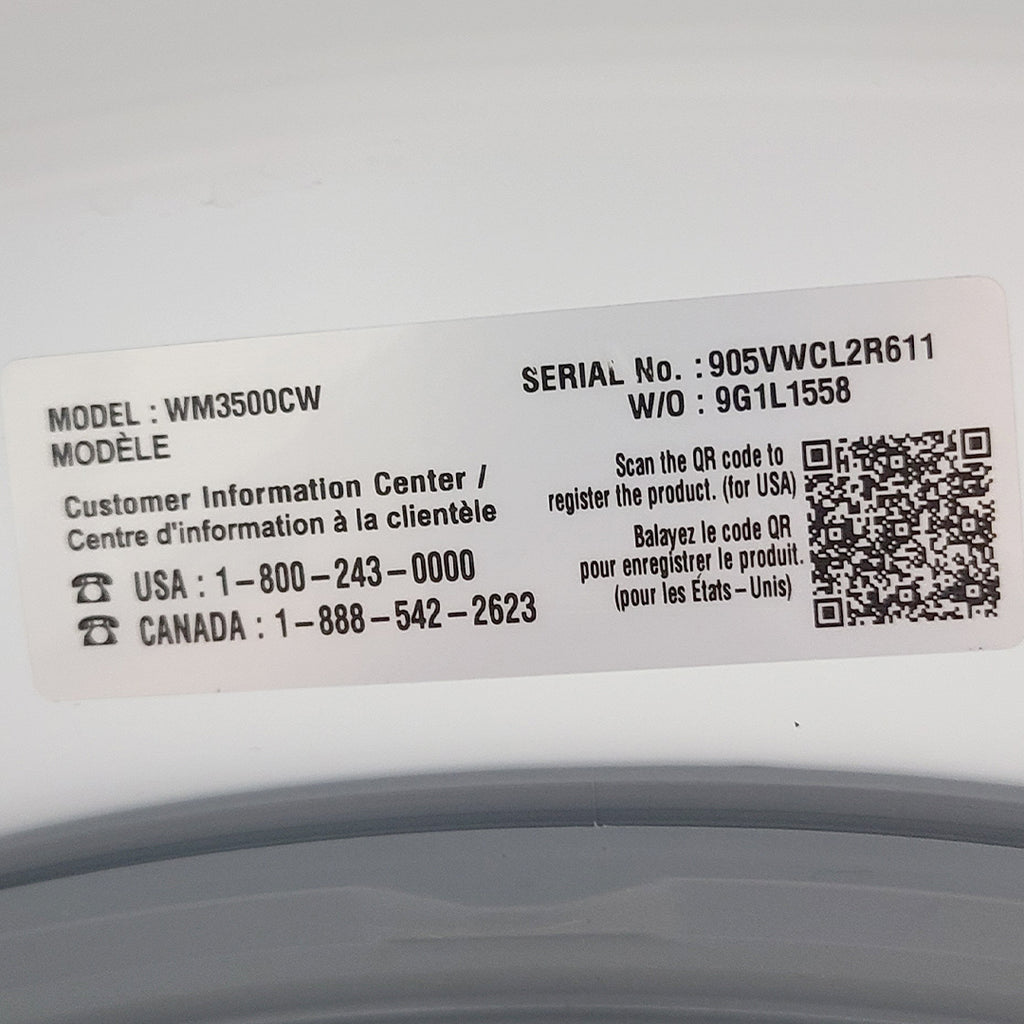 MODEL : WM3500CW
MODÈLE
SERIAL No. : 905VWCL2R611
W/O : 9G1L1558
Customer Information Center /
Centre d'information à la clientèle
☎ USA : 1-800-243-0000
☎ CANADA : 1-888-542-2623
Scan the QR code to
register the product. (for USA)
Balayez le code QR
pour enregistrer le produit.
(pour les États-Unis)